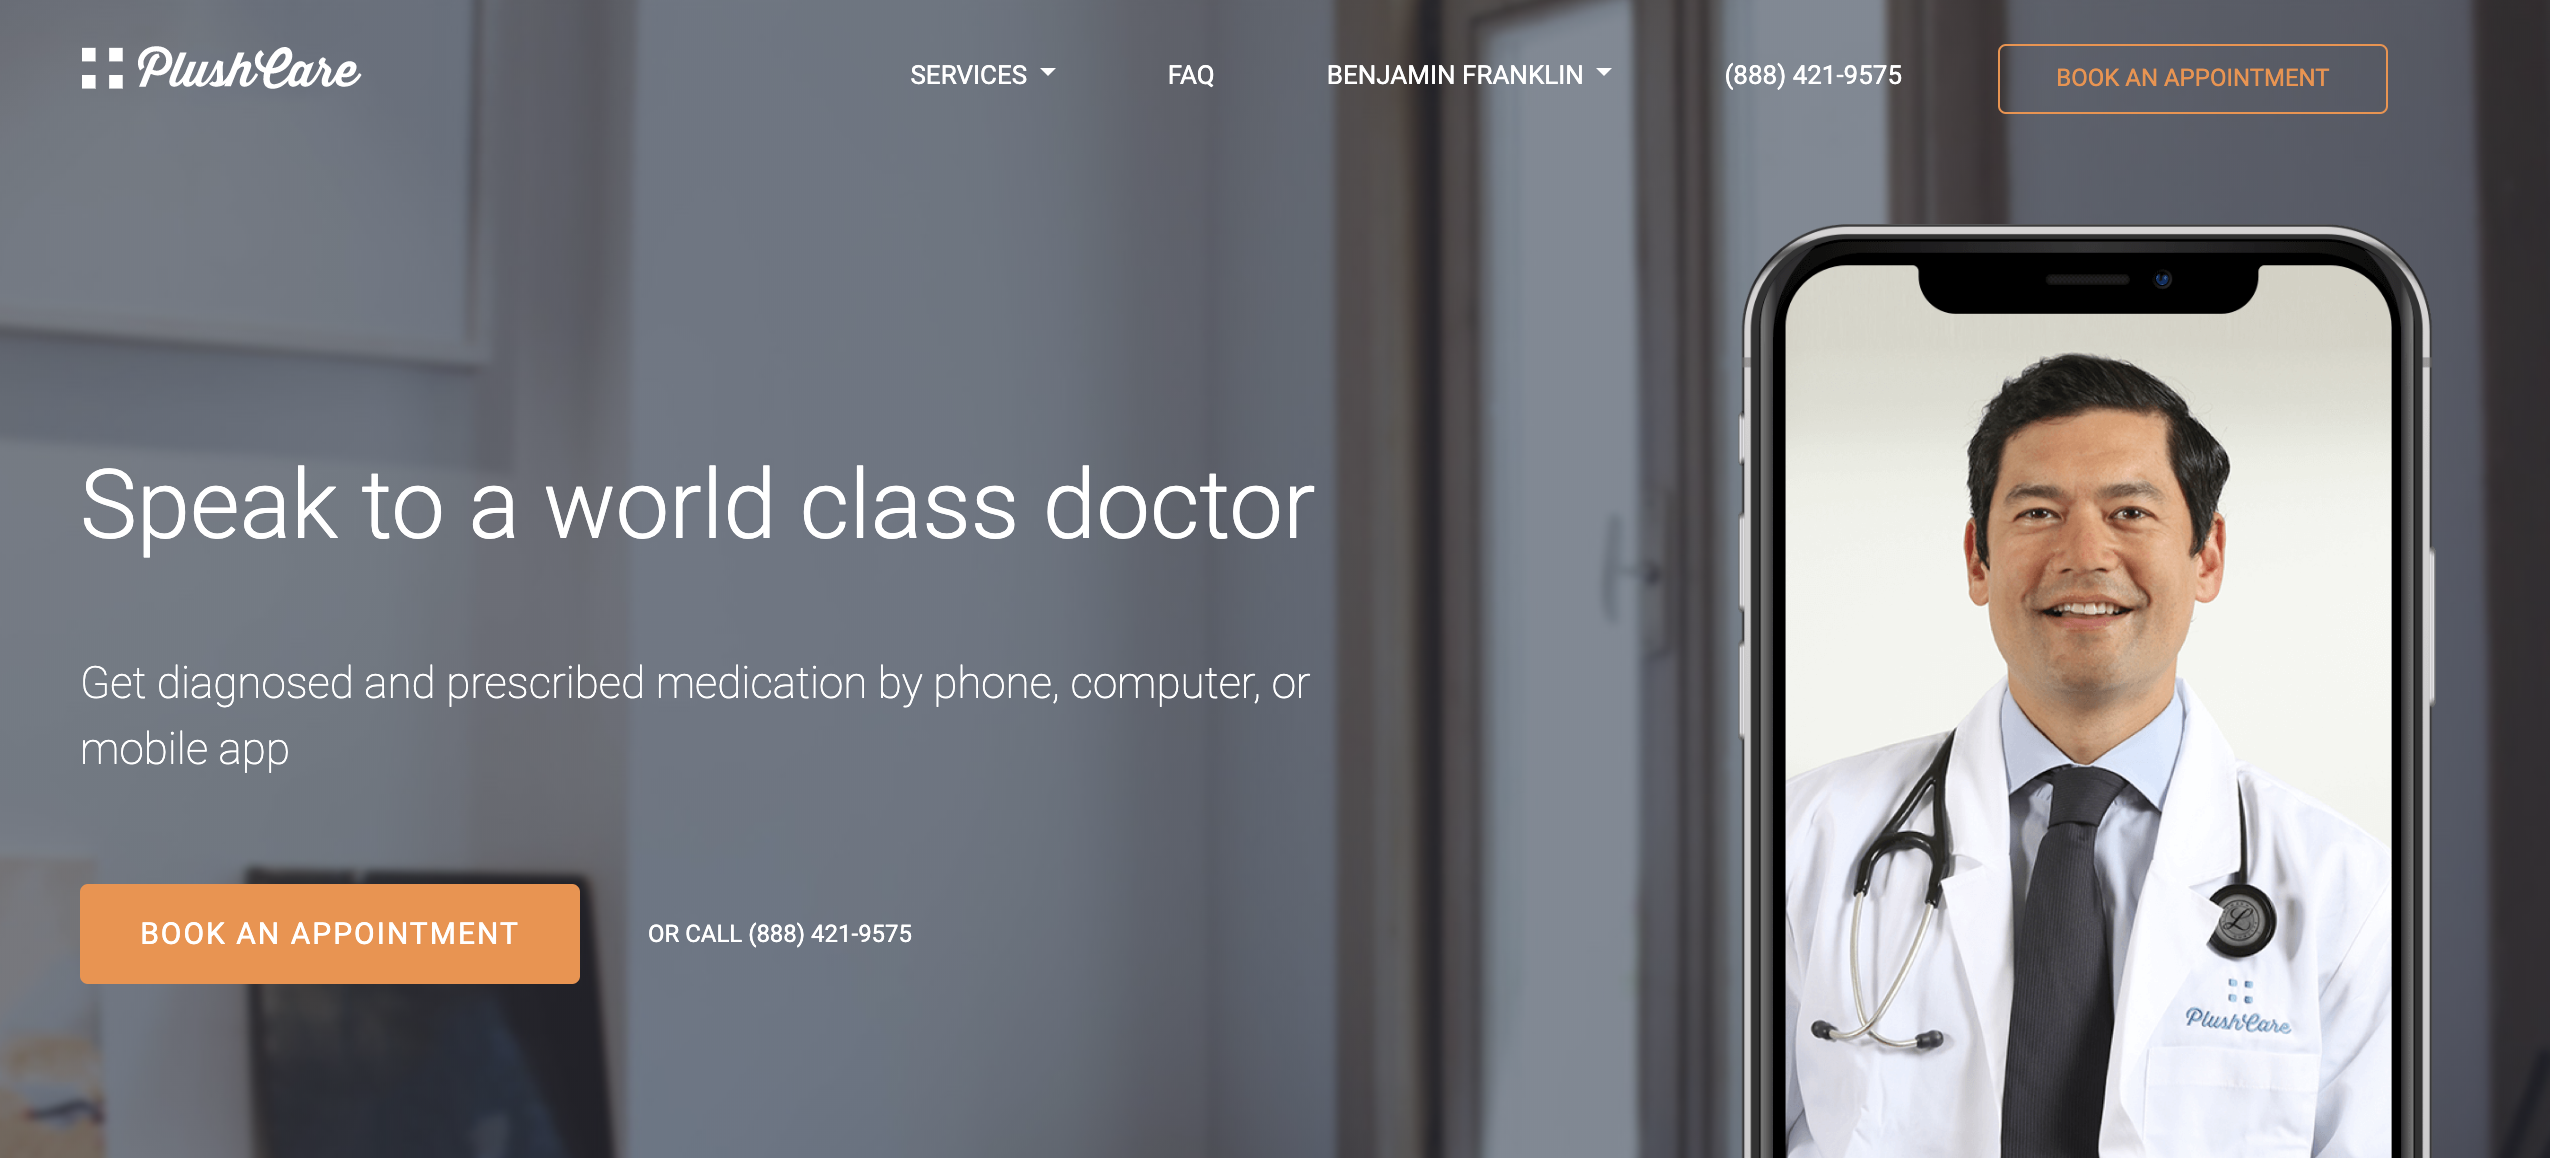 PlushCare
SERVICES
FAQ
BENJAMIN FRANKLIN
(888) 421-9575
BOOK AN APPOINTMENT
Speak to a world class doctor
Get diagnosed and prescribed medication by phone, computer, or
mobile app
BOOK AN APPOINTMENT
OR CALL (888) 421-9575
L
PlushCare